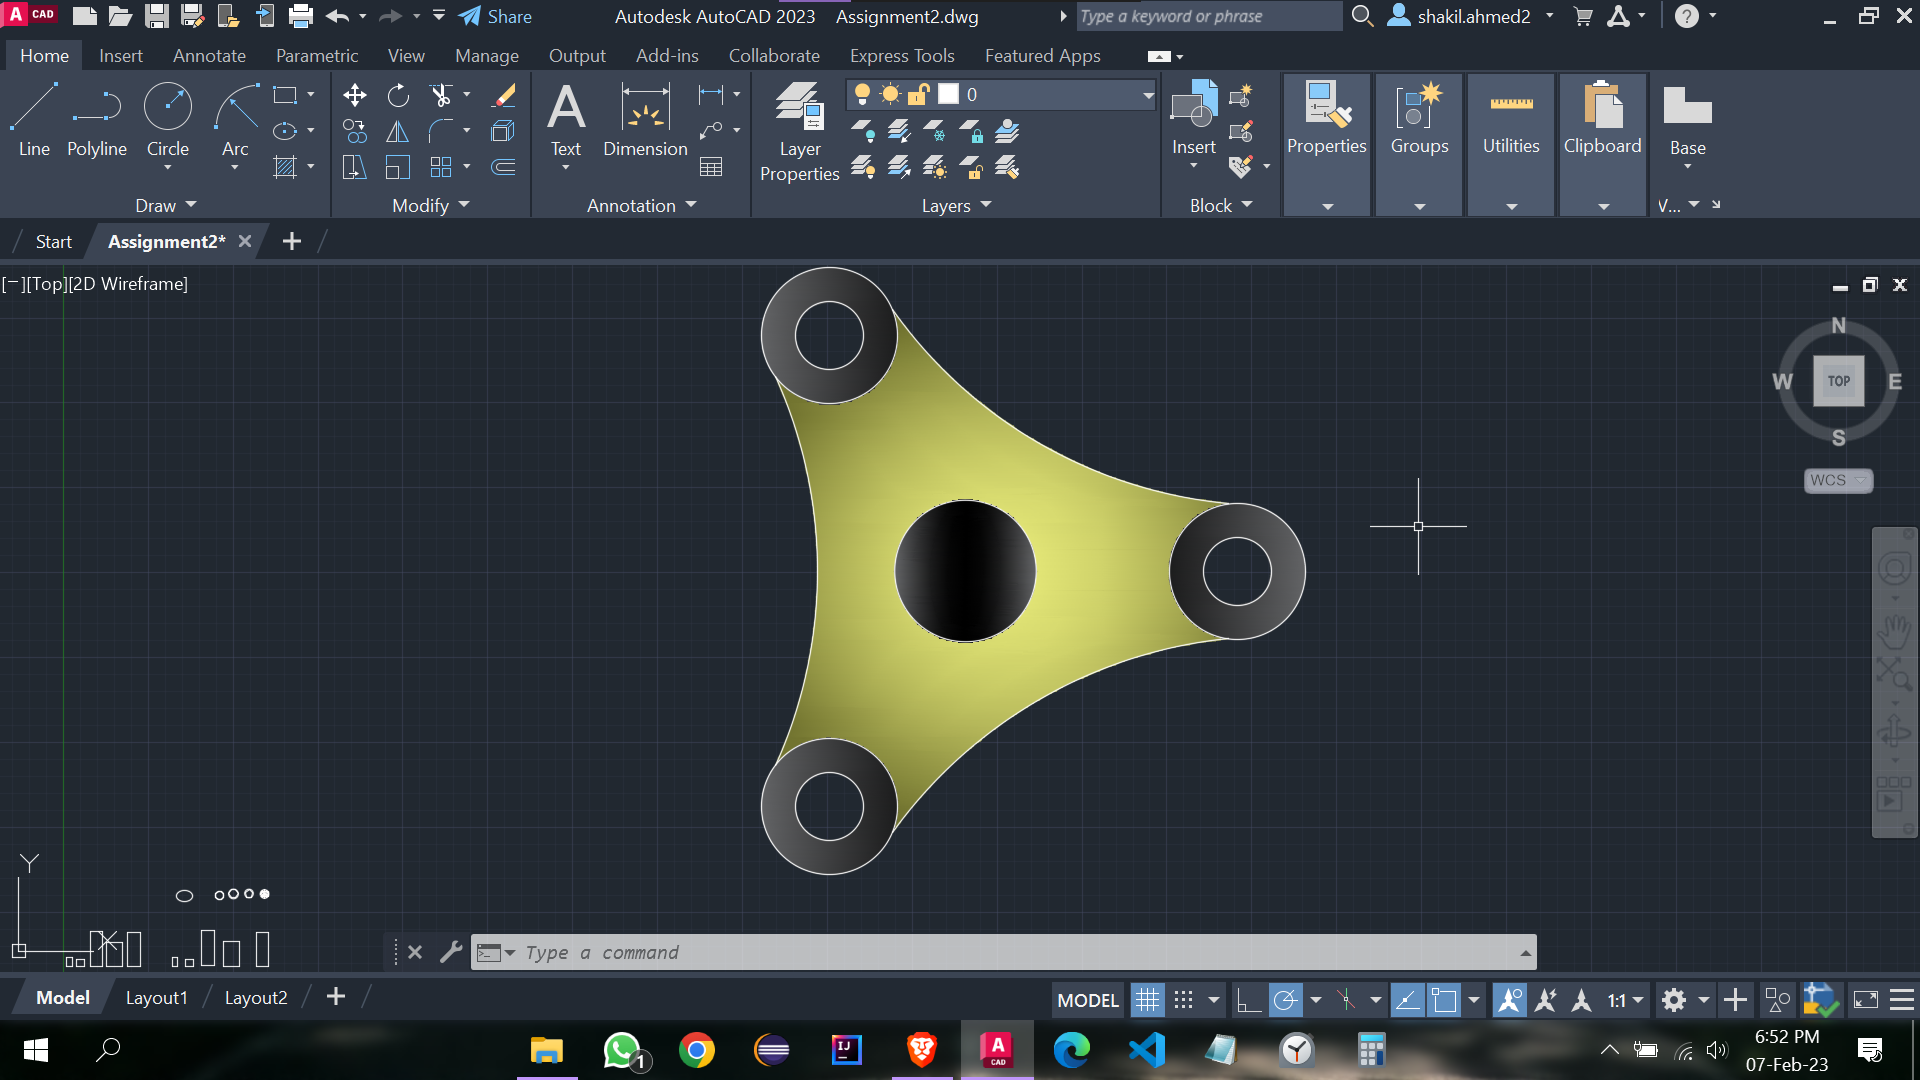 A CAD
Share
Autodesk AutoCAD 2023 Assignment2.dwg
Type a keyword or phrase
shakil.ahmed2
?
Home Insert Annotate Parametric View Manage Output Add-ins Collaborate Express Tools Featured Apps
0
Line Polyline Circle Arc
A
Text Dimension
Layer
Properties
Insert
Properties Groups Utilities Clipboard Base
Draw Modify Annotation Layers Block V...
Start Assignment2*
[−][Top][2D Wireframe]
N
W TOP E
S
WCS
Y
X
Type a command
Model Layout1 Layout2
MODEL
1:1
1
IJ
A
CAD
6:52 PM
07-Feb-23